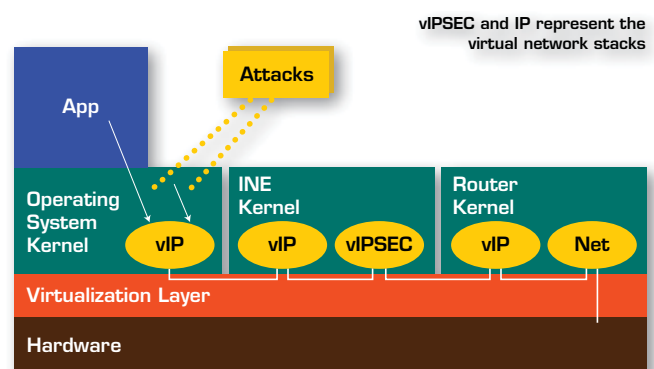 vIPSEC and IP represent the
virtual network stacks
Attacks
App
Operating
System
Kernel
vIP
INE
Kernel
vIP
vIPSEC
Router
Kernel
vIP
Net
Virtualization Layer
Hardware